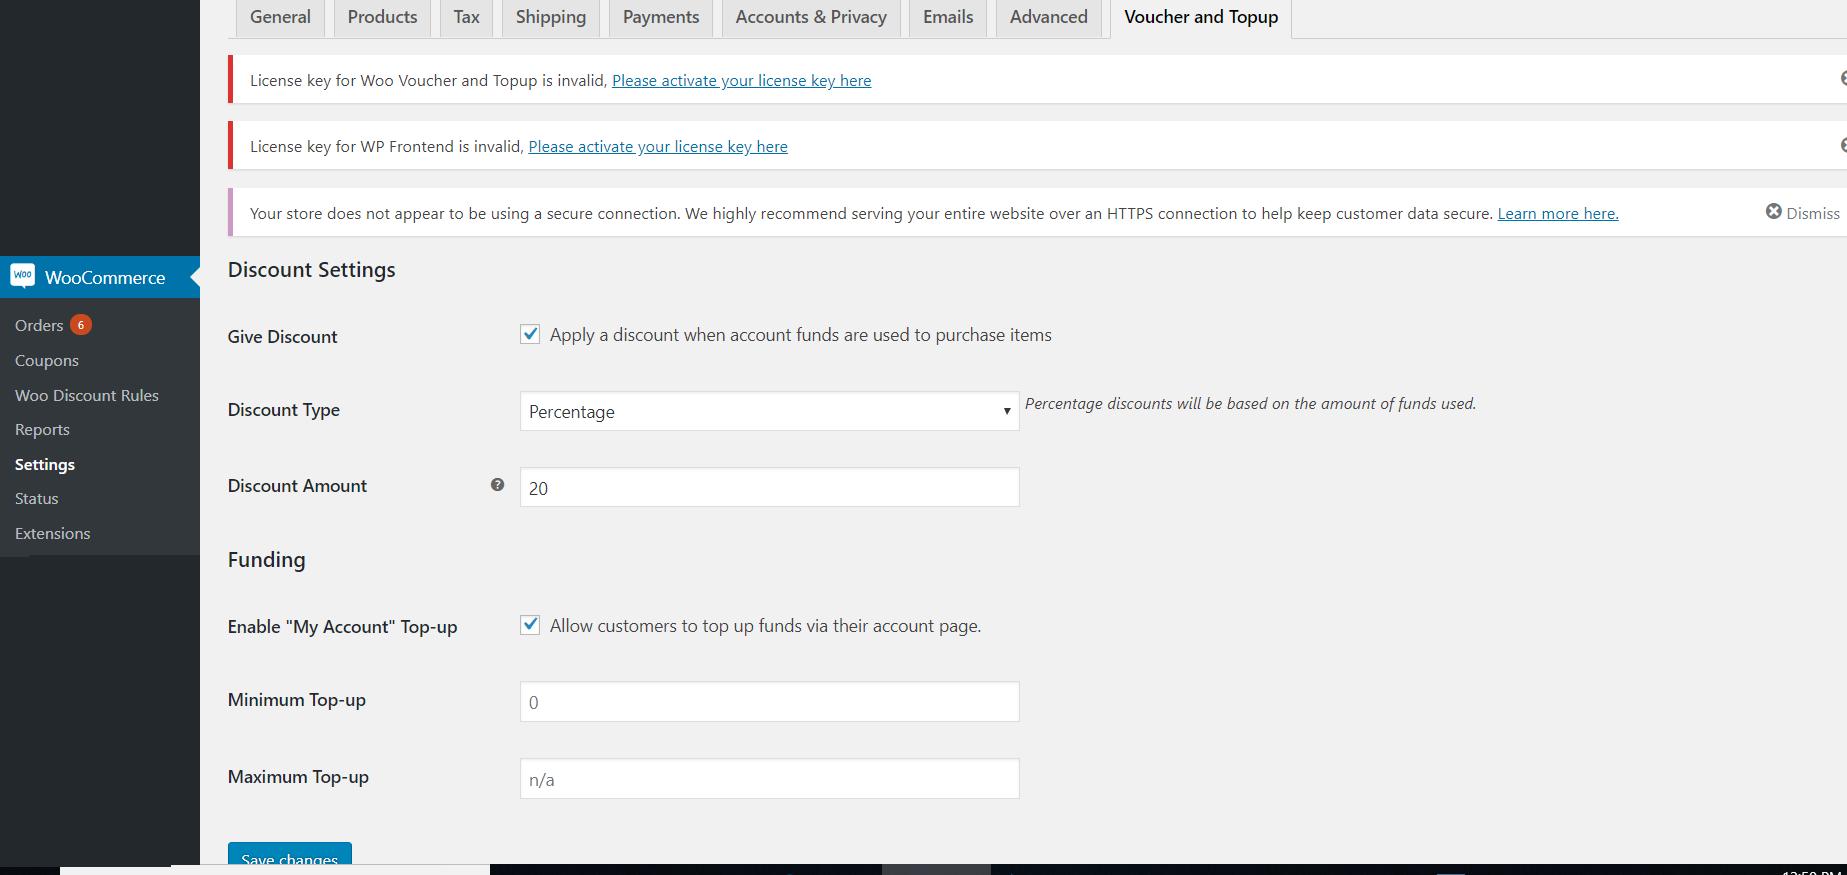 General Products Tax Shipping Payments Accounts & Privacy Emails Advanced Voucher and Topup
License key for Woo Voucher and Topup is invalid, Please activate your license key here
License key for WP Frontend is invalid, Please activate your license key here
Your store does not appear to be using a secure connection. We highly recommend serving your entire website over an HTTPS connection to help keep customer data secure. Learn more here. Dismiss
Woo WooCommerce
Orders 6
Coupons
Woo Discount Rules
Reports
Settings
Status
Extensions
Discount Settings
Give Discount Apply a discount when account funds are used to purchase items
Discount Type Percentage Percentage discounts will be based on the amount of funds used.
Discount Amount ? 20
Funding
Enable "My Account" Top-up Allow customers to top up funds via their account page.
Minimum Top-up 0
Maximum Top-up n/a
Save changes